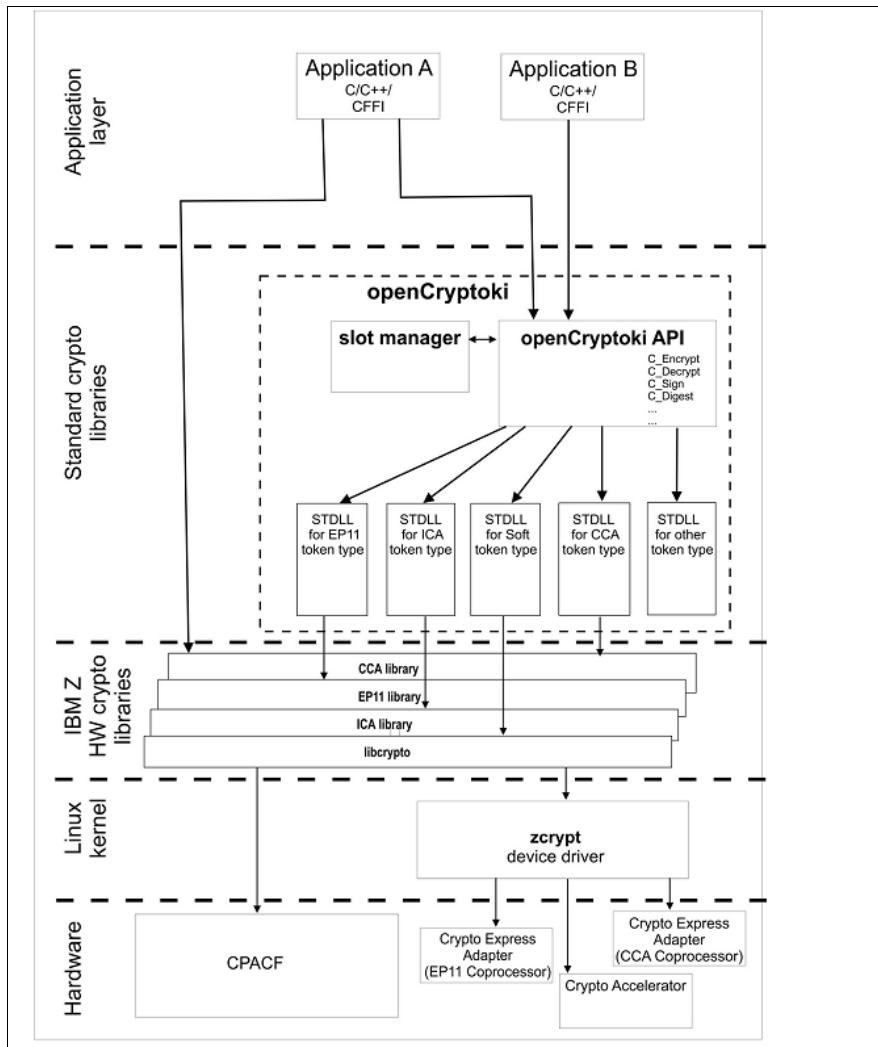 Application layer
Application A
C/C++/
CFFI
Application B
C/C++/
CFFI
Standard crypto libraries
openCryptoki
slot manager
openCryptoki API
C_Encrypt
C_Decrypt
C_Sign
C_Digest
...
...
STDLL
for EP11
token type
STDLL
for ICA
token type
STDLL
for Soft
token type
STDLL
for CCA
token type
STDLL
for other
token type
IBM Z
HW crypto
libraries
CCA library
EP11 library
ICA library
libcrypto
Linux
kernel
zcrypt
device driver
Hardware
CPACF
Crypto Express
Adapter
(EP11 Coprocessor)
Crypto Accelerator
Crypto Express
Adapter
(CCA Coprocessor)